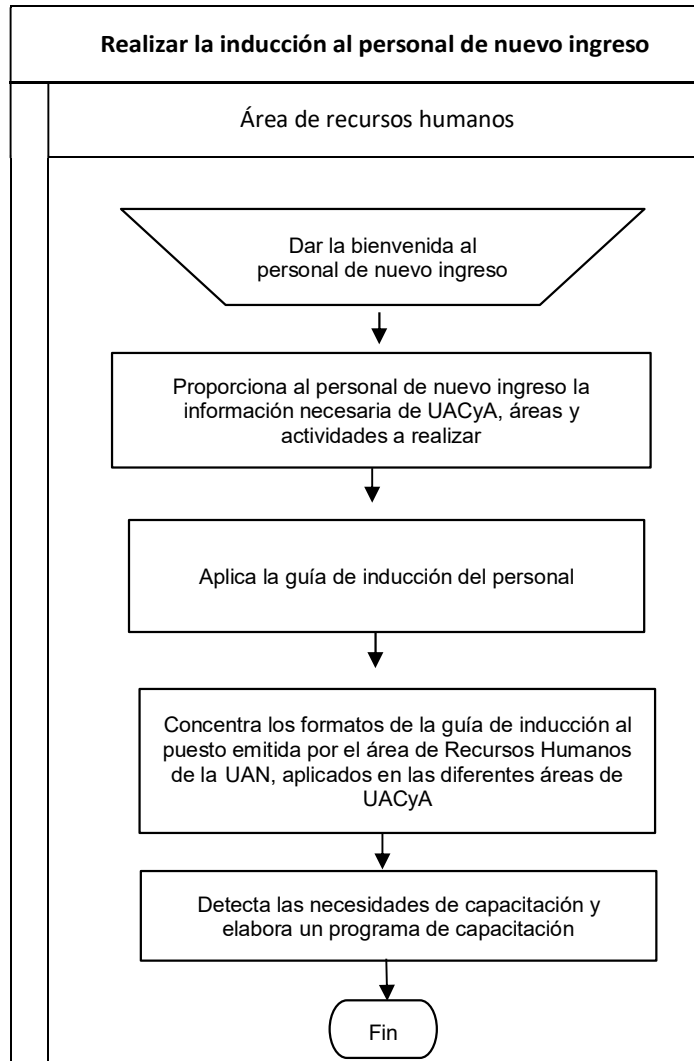 Realizar la inducción al personal de nuevo ingreso
Área de recursos humanos
Dar la bienvenida al
personal de nuevo ingreso
Proporciona al personal de nuevo ingreso la
información necesaria de UACyA, áreas y
actividades a realizar
Aplica la guía de inducción del personal
Concentra los formatos de la guía de inducción al
puesto emitida por el área de Recursos Humanos
de la UAN, aplicados en las diferentes áreas de
UACyA
Detecta las necesidades de capacitación y
elabora un programa de capacitación
Fin